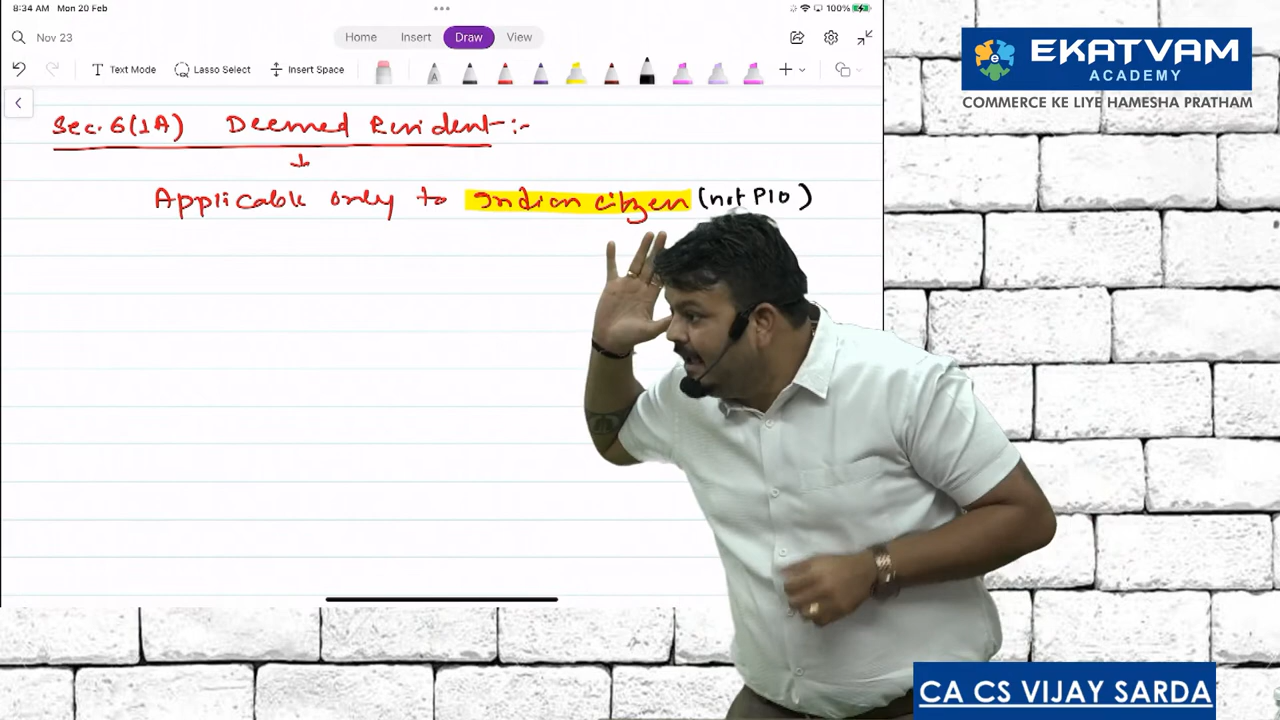 8:34 AM Mon 20 Feb
100%
Nov 23
Home Insert Draw View
Text Mode
Lasso Select
Insert Space
A
Sec. 6(1A) Deemed Resident :-
Applicable only to Indian citizen (not PIO)
e
EKATVAM
ACADEMY
COMMERCE KE LIYE HAMESHA PRATHAM
CA CS VIJAY SARDA